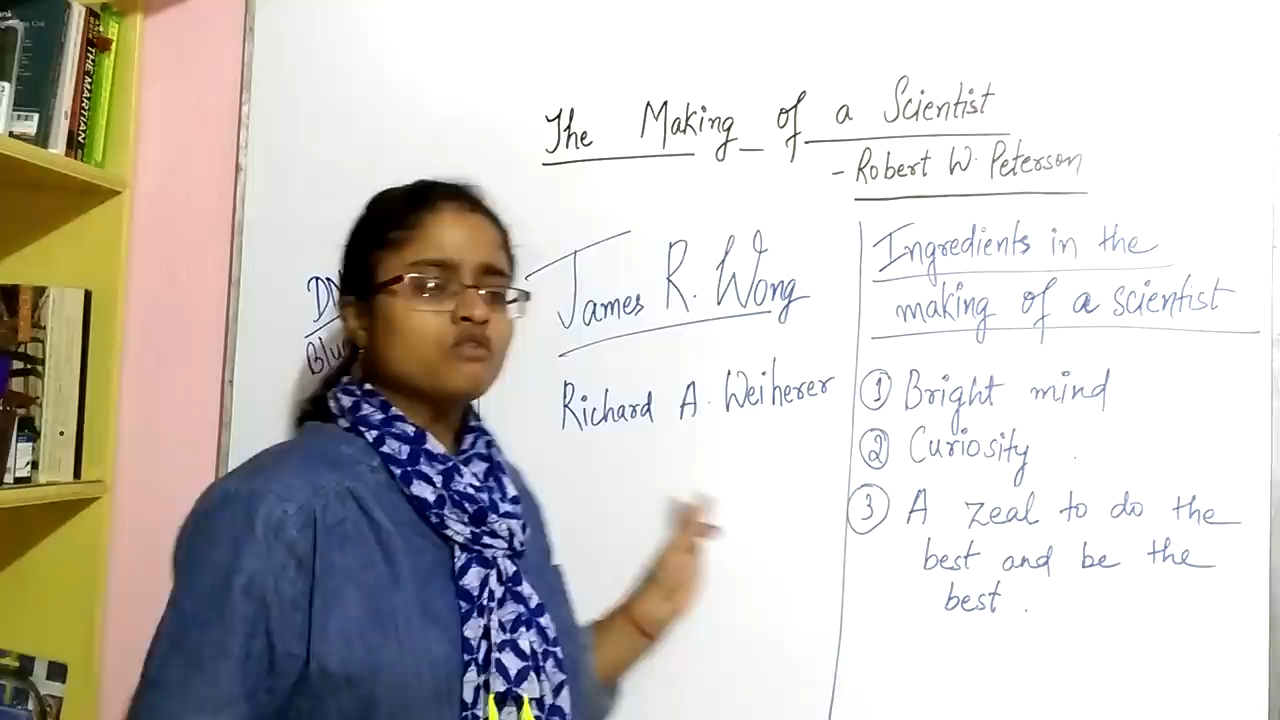 THE MARTIAN
The Making of a Scientist
- Robert W. Peterson
James R. Wong
Richard A. Weiherer
Ingredients in the
making of a scientist
① Bright mind
② Curiosity
③ A zeal to do the
best and be the
best.